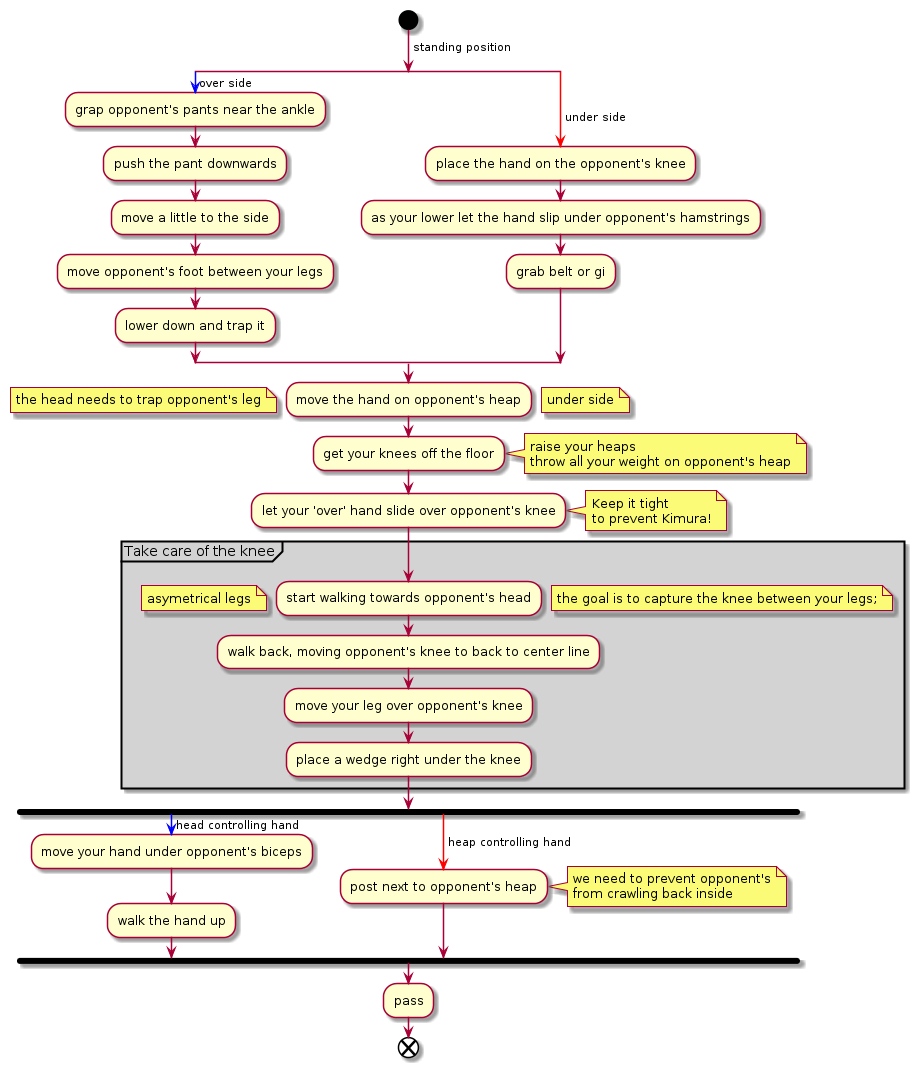 standing position
over side
under side
grap opponent's pants near the ankle
push the pant downwards
place the hand on the opponent's knee
move a little to the side
as your lower let the hand slip under opponent's hamstrings
move opponent's foot between your legs
grab belt or gi
lower down and trap it
the head needs to trap opponent's leg
move the hand on opponent's heap
under side
get your knees off the floor
raise your heaps
throw all your weight on opponent's heap
let your 'over' hand slide over opponent's knee
Keep it tight
to prevent Kimura!
Take care of the knee
asymetrical legs
start walking towards opponent's head
the goal is to capture the knee between your legs;
walk back, moving opponent's knee to back to center line
move your leg over opponent's knee
place a wedge right under the knee
head controlling hand
heap controlling hand
move your hand under opponent's biceps
post next to opponent's heap
we need to prevent opponent's
from crawling back inside
walk the hand up
pass